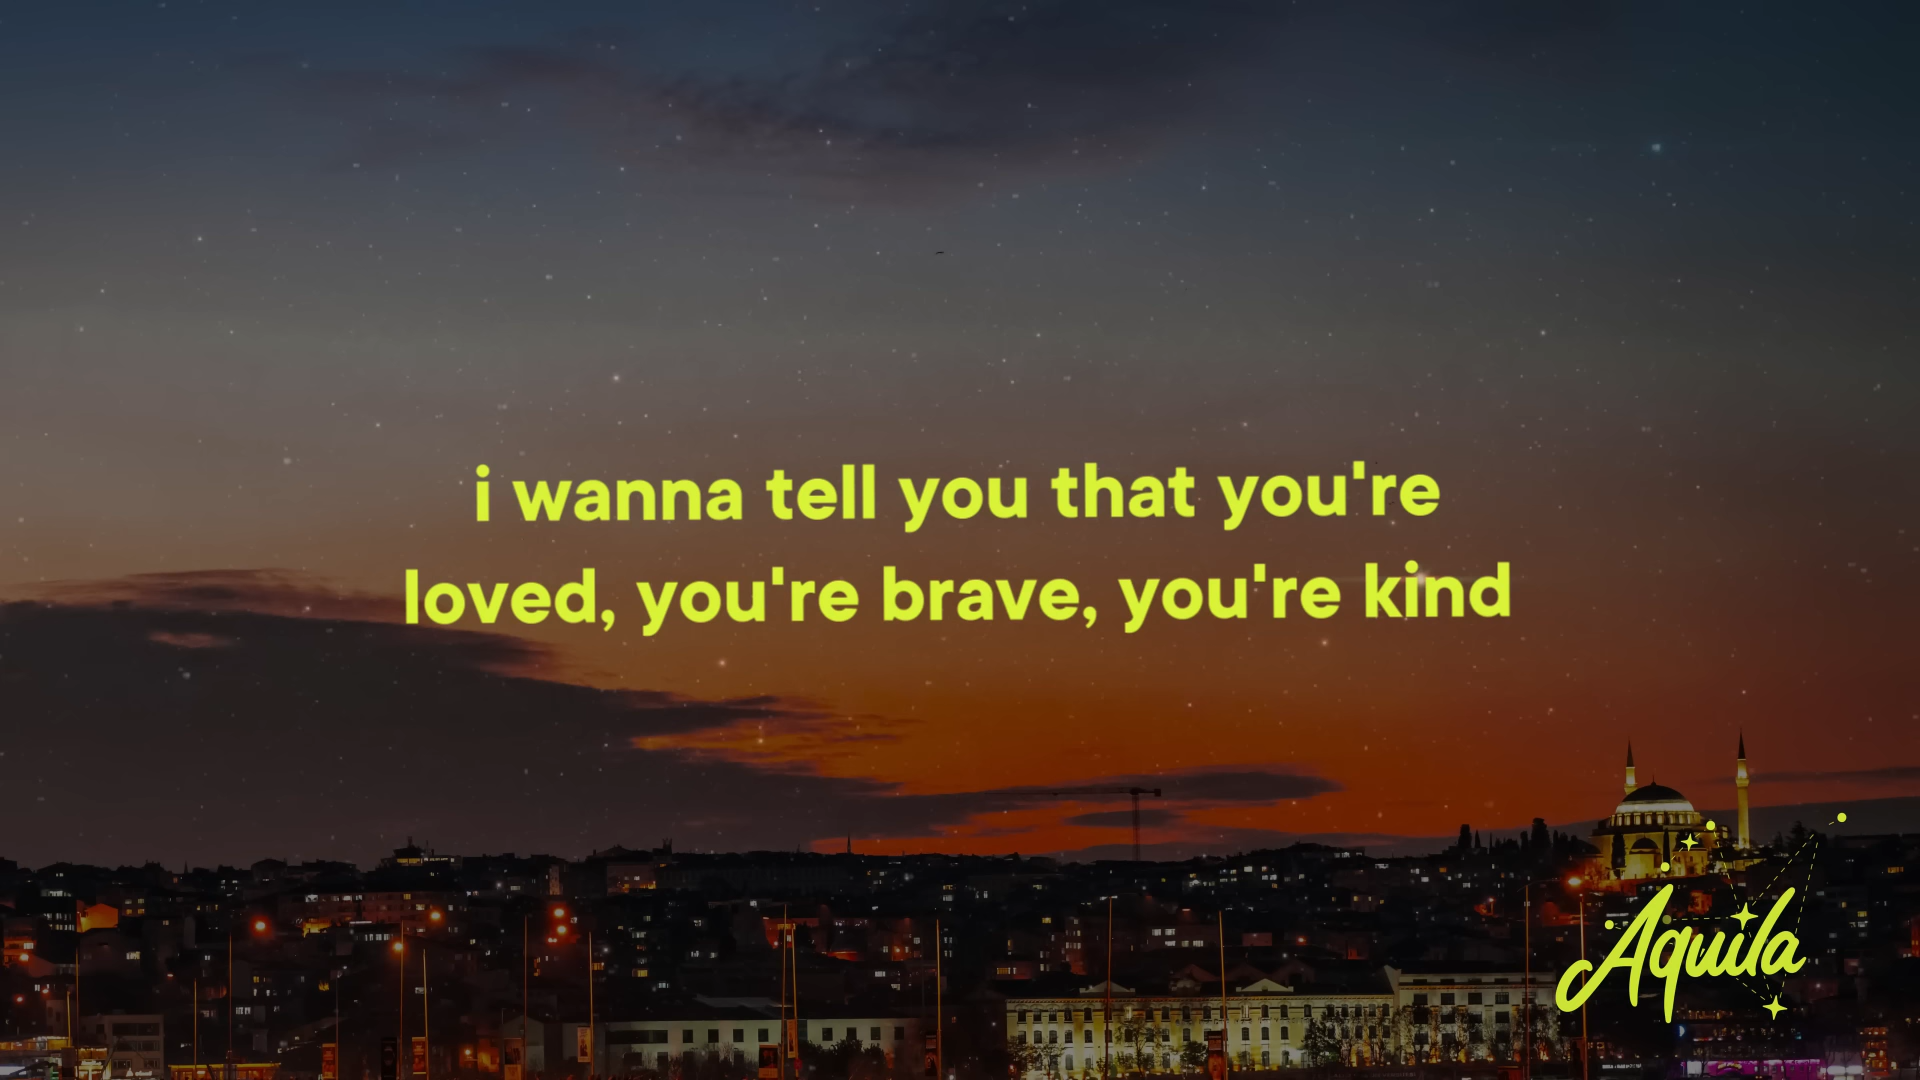 i wanna tell you that you're
loved, you're brave, you're kind
Aquila